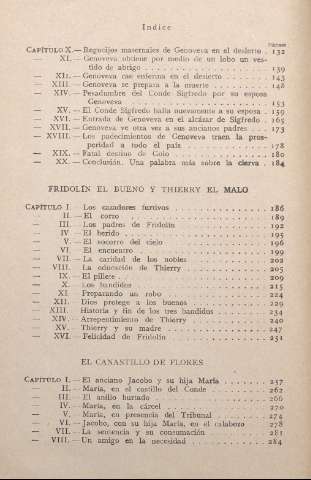 Indice
Páginas
CAPÍTULO X.— Regocijos maternales de Genoveva en el desierto . 132
— XI.— Genoveva obtiene por medio de un lobo un ves-
tido de abrigo . . . . . . . . . . . . 139
— XII.— Genoveva cae enferma en el desierto . . . . . 143
— XIII.— Genoveva se prepara a la muerte . . . . . . 148
— XIV.— Pesadumbre del Conde Sigfredo por su esposa
Genoveva . . . . . . . . . . . . . . 153
— XV.— El Conde Sigfredo halla nuevamente a su esposa . 159
— XVI.— Entrada de Genoveva en el alcázar de Sigfredo . 165
— XVII.— Genoveva ve otra vez a sus ancianos padres . . . 173
— XVIII.— Los padecimientos de Genoveva traen la pros-
peridad a todo el país . . . . . . . . . . 178
— XIX.— Fatal destino de Golo . . . . . . . . . . 180
— XX.— Conclusión. Una palabra más sobre la cierva . 184
FRIDOLÍN EL BUENO Y THIERRY EL MALO
CAPÍTULO I.— Los cazadores furtivos . . . . . . . . . . 186
— II.— El corzo . . . . . . . . . . . . . . 189
— III.— Los padres de Fridolín . . . . . . . . . 192
— IV.— El herido . . . . . . . . . . . . . . 195
— V.— El socorro del cielo . . . . . . . . . . . 196
— VI.— El encuentro . . . . . . . . . . . . . 199
— VII.— La caridad de los nobles . . . . . . . . . 202
— VIII.— La educación de Thierry . . . . . . . . . 205
— IX.— El pillete . . . . . . . . . . . . . . 209
— X.— Los bandidos . . . . . . . . . . . . . 215
— XI.— Preparando un robo . . . . . . . . . . . 224
— XII.— Dios protege a los buenos . . . . . . . . . 229
— XIII.— Historia y fin de los tres bandidos . . . . . 234
— XIV.— Arrepentimiento de Thierry . . . . . . . . 240
— XV.— Thierry y su madre . . . . . . . . . . . 247
— XVI.— Felicidad de Fridolín . . . . . . . . . . 251
EL CANASTILLO DE FLORES
CAPÍTULO I.— El anciano Jacobo y su hija María . . . . . . 257
— II.— María, en el castillo del Conde . . . . . . . 262
— III.— El anillo hurtado . . . . . . . . . . . . 266
— IV.— María, en la cárcel . . . . . . . . . . . 270
— V.— María, en presencia del Tribunal . . . . . . 274
— VI.— Jacobo, con su hija María, en el calabozo . . . 278
— VII.— La sentencia y su consumación . . . . . . . 281
— VIII.— Un amigo en la necesidad . . . . . . . . . 284